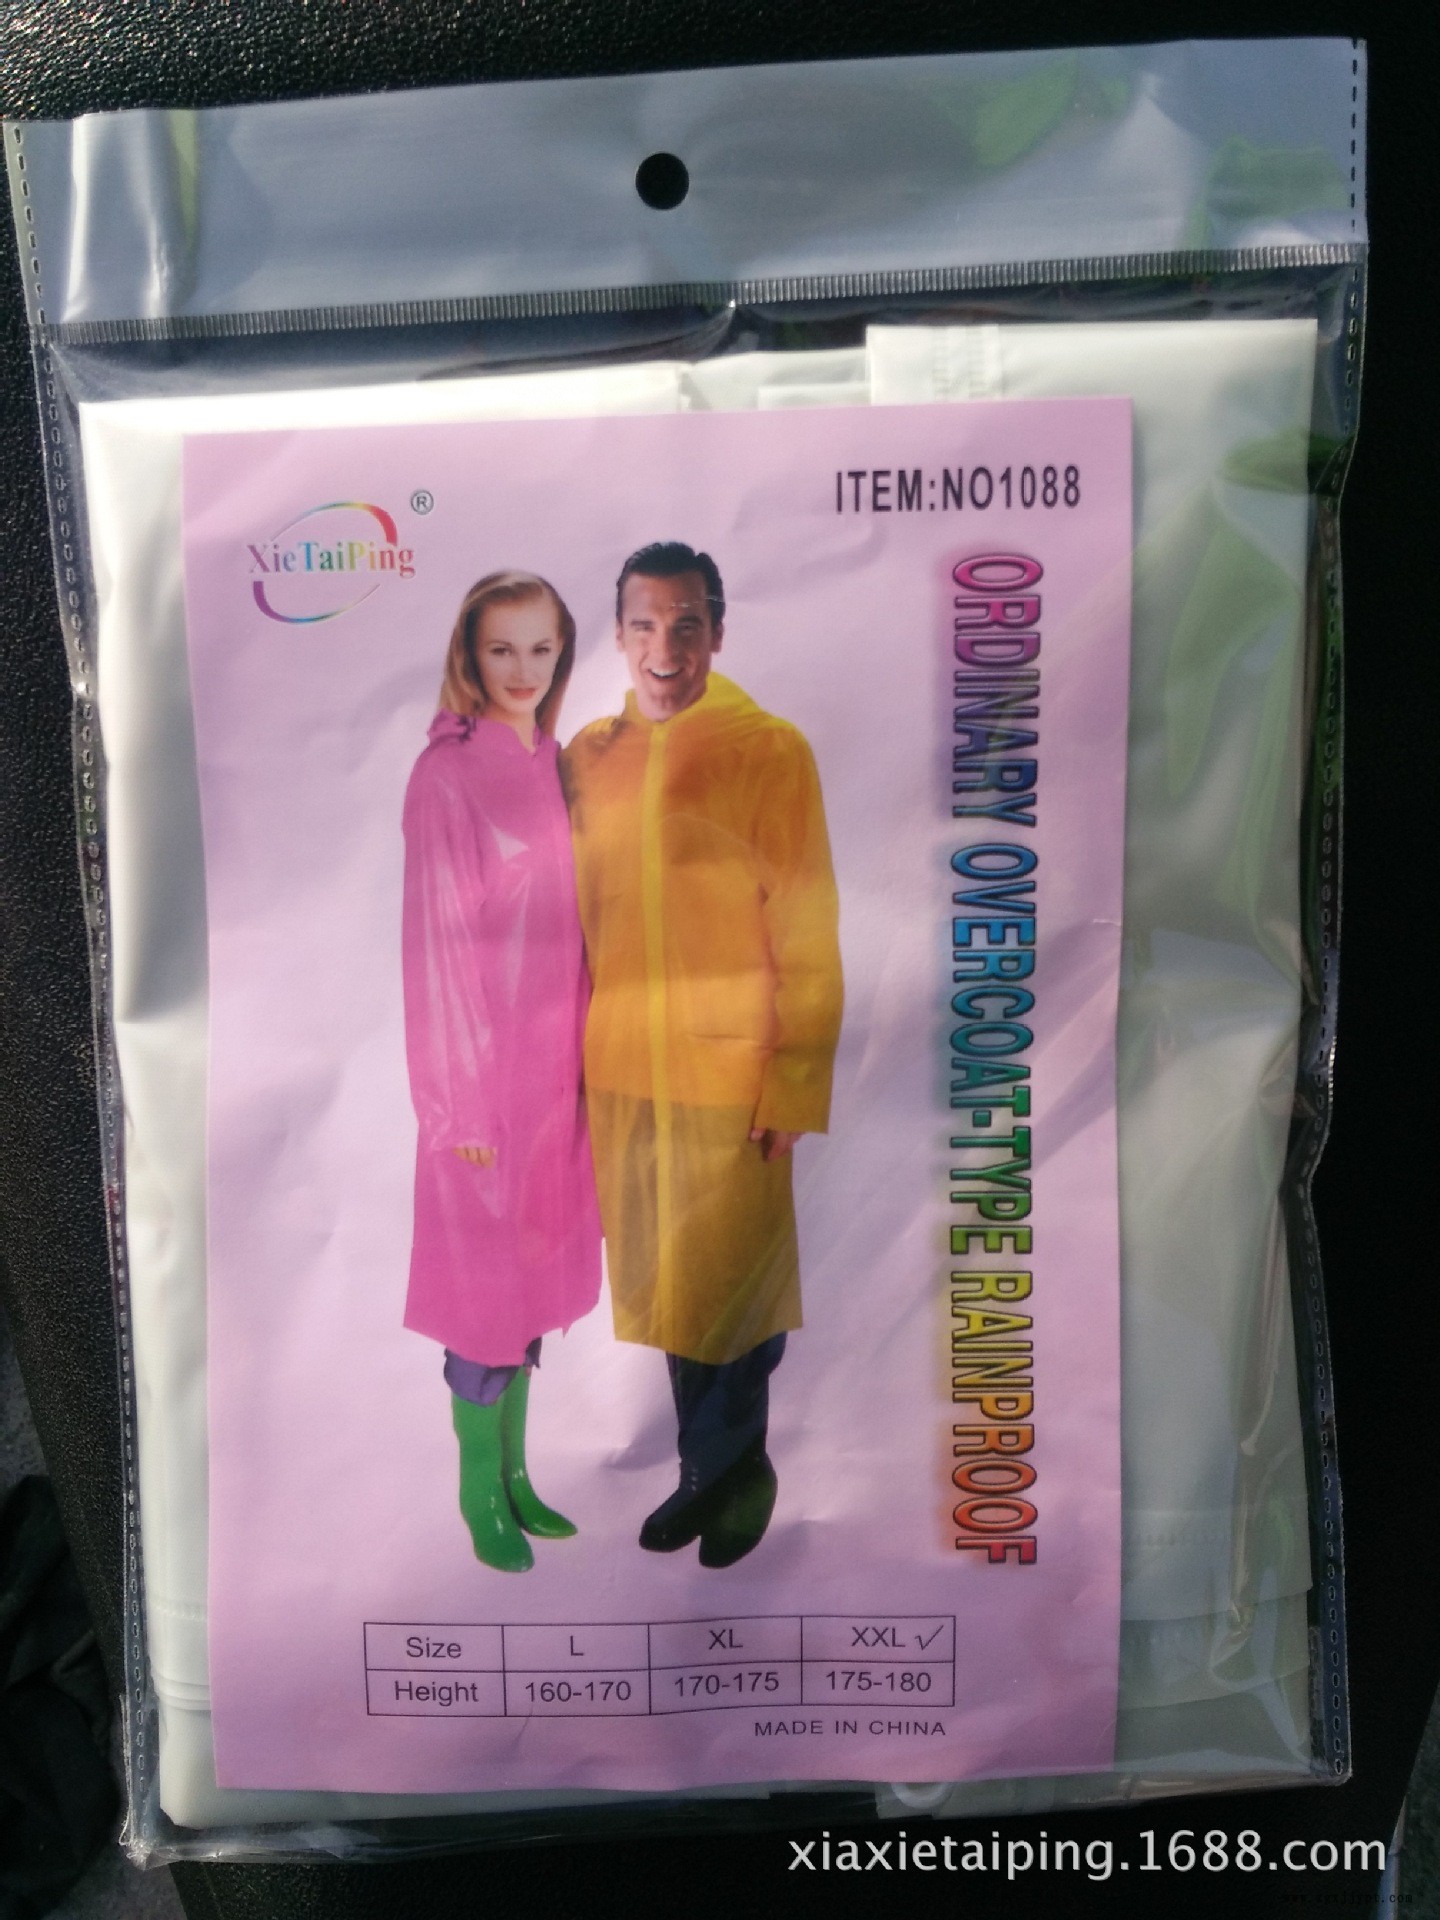 ITEM:NO1088
®
XieTaiPing
ORDINARY OVERCOAT-TYPE RAINPROOF
Size L XL XXL √
Height 160-170 170-175 175-180
MADE IN CHINA
xiaxietaiping.1688.com